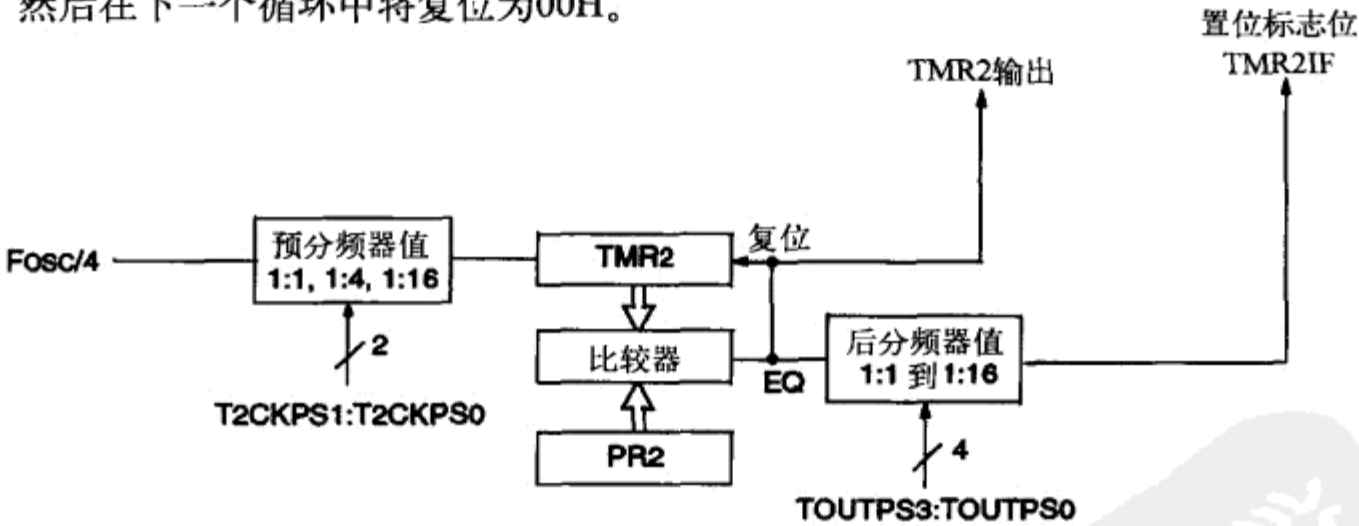 然后在下一个循环中将复位为00H。
置位标志位
TMR2IF
TMR2输出
Fosc/4
预分频器值
1:1, 1:4, 1:16
TMR2
复位
2
比较器
EQ
后分频器值
1:1 到 1:16
T2CKPS1:T2CKPS0
PR2
4
TOUTPS3:TOUTPS0